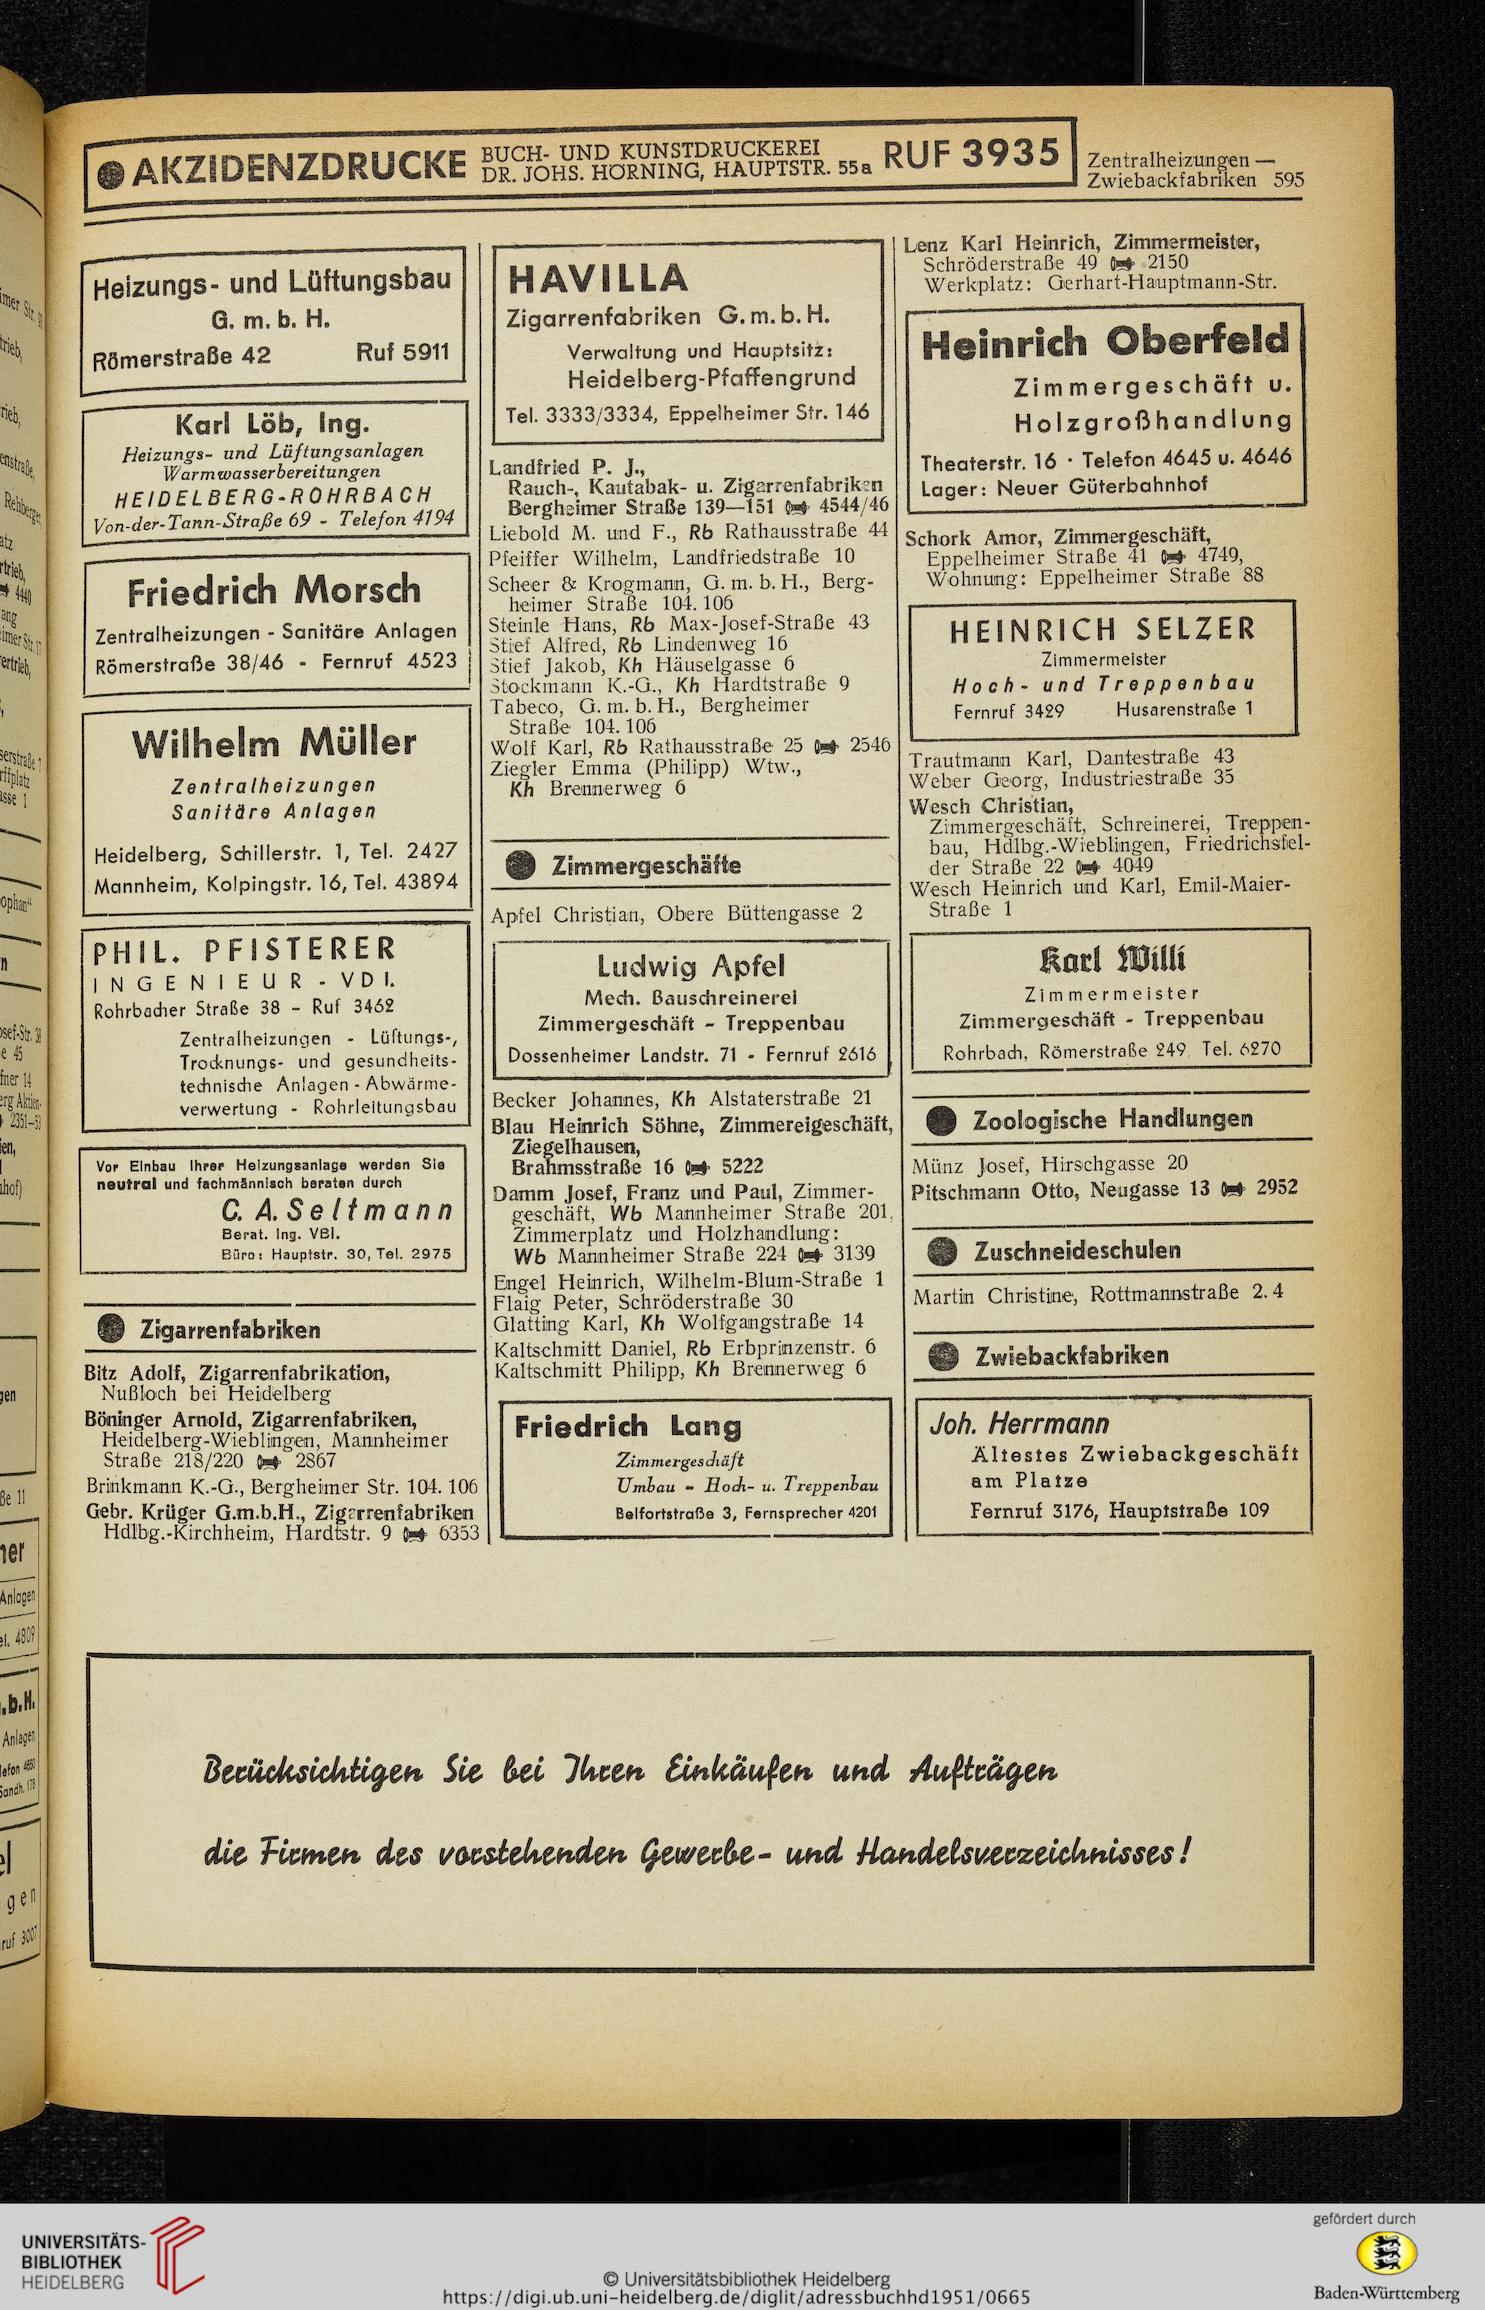 AKZIDENZDRUCKE BUCH- UND KUNSTDRUCKEREI
DR. JOHS. HÖRNING, HAUPTSTR. 55a RUF 3935
Zentralheizungen —
Zwiebackfabriken 595
Heizungs- und Lüftungsbau
G. m. b. H.
Römerstraße 42 Ruf 5911
Karl Löb, Ing.
Heizungs- und Lüftungsanlagen
Warmwasserbereitungen
HEIDELBERG-ROHRBACH
Von-der-Tann-Straße 69 - Telefon 4194
Friedrich Morsch
Zentralheizungen - Sanitäre Anlagen
Römerstraße 38/46 - Fernruf 4523
Wilhelm Müller
Zentralheizungen
Sanitäre Anlagen
Heidelberg, Schillerstr. 1, Tel. 2427
Mannheim, Kolpingstr. 16, Tel. 43894
PHIL. PFISTERER
INGENIEUR - VDI.
Rohrbacher Straße 38 - Ruf 3462
Zentralheizungen - Lüftungs-,
Trocknungs- und gesundheits-
technische Anlagen - Abwärme-
verwertung - Rohrleitungsbau
Vor Einbau Ihrer Heizungsanlage werden Sie
neutral und fachmännisch beraten durch
C. A. Seltmann
Berat. Ing. VBI.
Büro: Hauptstr. 30, Tel. 2975
Zigarrenfabriken
Bitz Adolf, Zigarrenfabrikation,
Nußloch bei Heidelberg
Böninger Arnold, Zigarrenfabriken,
Heidelberg-Wieblingen, Mannheimer
Straße 218/220 2867
Brinkmann K.-G., Bergheimer Str. 104. 106
Gebr. Krüger G.m.b.H., Zigarrenfabriken
Hdlbg.-Kirchheim, Hardtstr. 9 6353
HAVILLA
Zigarrenfabriken G.m.b.H.
Verwaltung und Hauptsitz:
Heidelberg-Pfaffengrund
Tel. 3333/3334, Eppelheimer Str. 146
Landfried P. J.,
Rauch-, Kautabak- u. Zigarrenfabriken
Bergheimer Straße 139—151 4544/46
Liebold M. und F., Rb Rathausstraße 44
Pfeiffer Wilhelm, Landfriedstraße 10
Scheer & Krogmann, G. m. b. H., Berg-
heimer Straße 104. 106
Steinle Hans, Rb Max-Josef-Straße 43
Stief Alfred, Rb Lindenweg 16
Stief Jakob, Kh Häuselgasse 6
Stockmann K.-G., Kh Hardtstraße 9
Tabeco, G. m. b. H., Bergheimer
Straße 104. 106
Wolf Karl, Rb Rathausstraße 25 2546
Ziegler Emma (Philipp) Wtw.,
Kh Brennerweg 6
Zimmergeschäfte
Apfel Christian, Obere Büttengasse 2
Ludwig Apfel
Mech. Bauschreinerei
Zimmergeschäft - Treppenbau
Dossenheimer Landstr. 71 - Fernruf 2616
Becker Johannes, Kh Alstaterstraße 21
Blau Heinrich Söhne, Zimmereigeschäft,
Ziegelhausen,
Brahmsstraße 16 5222
Damm Josef, Franz und Paul, Zimmer-
geschäft, Wb Mannheimer Straße 201,
Zimmerplatz und Holzhandlung:
Wb Mannheimer Straße 224 3139
Engel Heinrich, Wilhelm-Blum-Straße 1
Flaig Peter, Schröderstraße 30
Glatting Karl, Kh Wolfgangstraße 14
Kaltschmitt Daniel, Rb Erbprinzenstr. 6
Kaltschmitt Philipp, Kh Brennerweg 6
Friedrich Lang
Zimmergeschäft
Umbau - Hoch- u. Treppenbau
Belfortstraße 3, Fernsprecher 4201
Lenz Karl Heinrich, Zimmermeister,
Schröderstraße 49 2150
Werkplatz: Gerhart-Hauptmann-Str.
Heinrich Oberfeld
Zimmergeschäft u.
Holzgroßhandlung
Theaterstr. 16 · Telefon 4645 u. 4646
Lager: Neuer Güterbahnhof
Schork Amor, Zimmergeschäft,
Eppelheimer Straße 41 4749,
Wohnung: Eppelheimer Straße 88
HEINRICH SELZER
Zimmermeister
Hoch- und Treppenbau
Fernruf 3429 Husarenstraße 1
Trautmann Karl, Dantestraße 43
Weber Georg, Industriestraße 35
Wesch Christian,
Zimmergeschäft, Schreinerei, Treppen-
bau, Hdlbg.-Wieblingen, Friedrichsfel-
der Straße 22 4049
Wesch Heinrich und Karl, Emil-Maier-
Straße 1
Karl Willi
Zimmermeister
Zimmergeschäft - Treppenbau
Rohrbach, Römerstraße 249, Tel. 6270
Zoologische Handlungen
Münz Josef, Hirschgasse 20
Pitschmann Otto, Neugasse 13 2952
Zuschneideschulen
Martin Christine, Rottmannstraße 2. 4
Zwiebackfabriken
Joh. Herrmann
Ältestes Zwiebackgeschäft
am Platze
Fernruf 3176, Hauptstraße 109
Berücksichtigen Sie bei Ihren Einkäufen und Aufträgen
die Firmen des vorstehenden Gewerbe- und Handelsverzeichnisses!
UNIVERSITÄTS-
BIBLIOTHEK
HEIDELBERG
© Universitätsbibliothek Heidelberg
https://digi.ub.uni-heidelberg.de/diglit/adressbuchhd1951/0665
gefördert durch
Baden-Württemberg